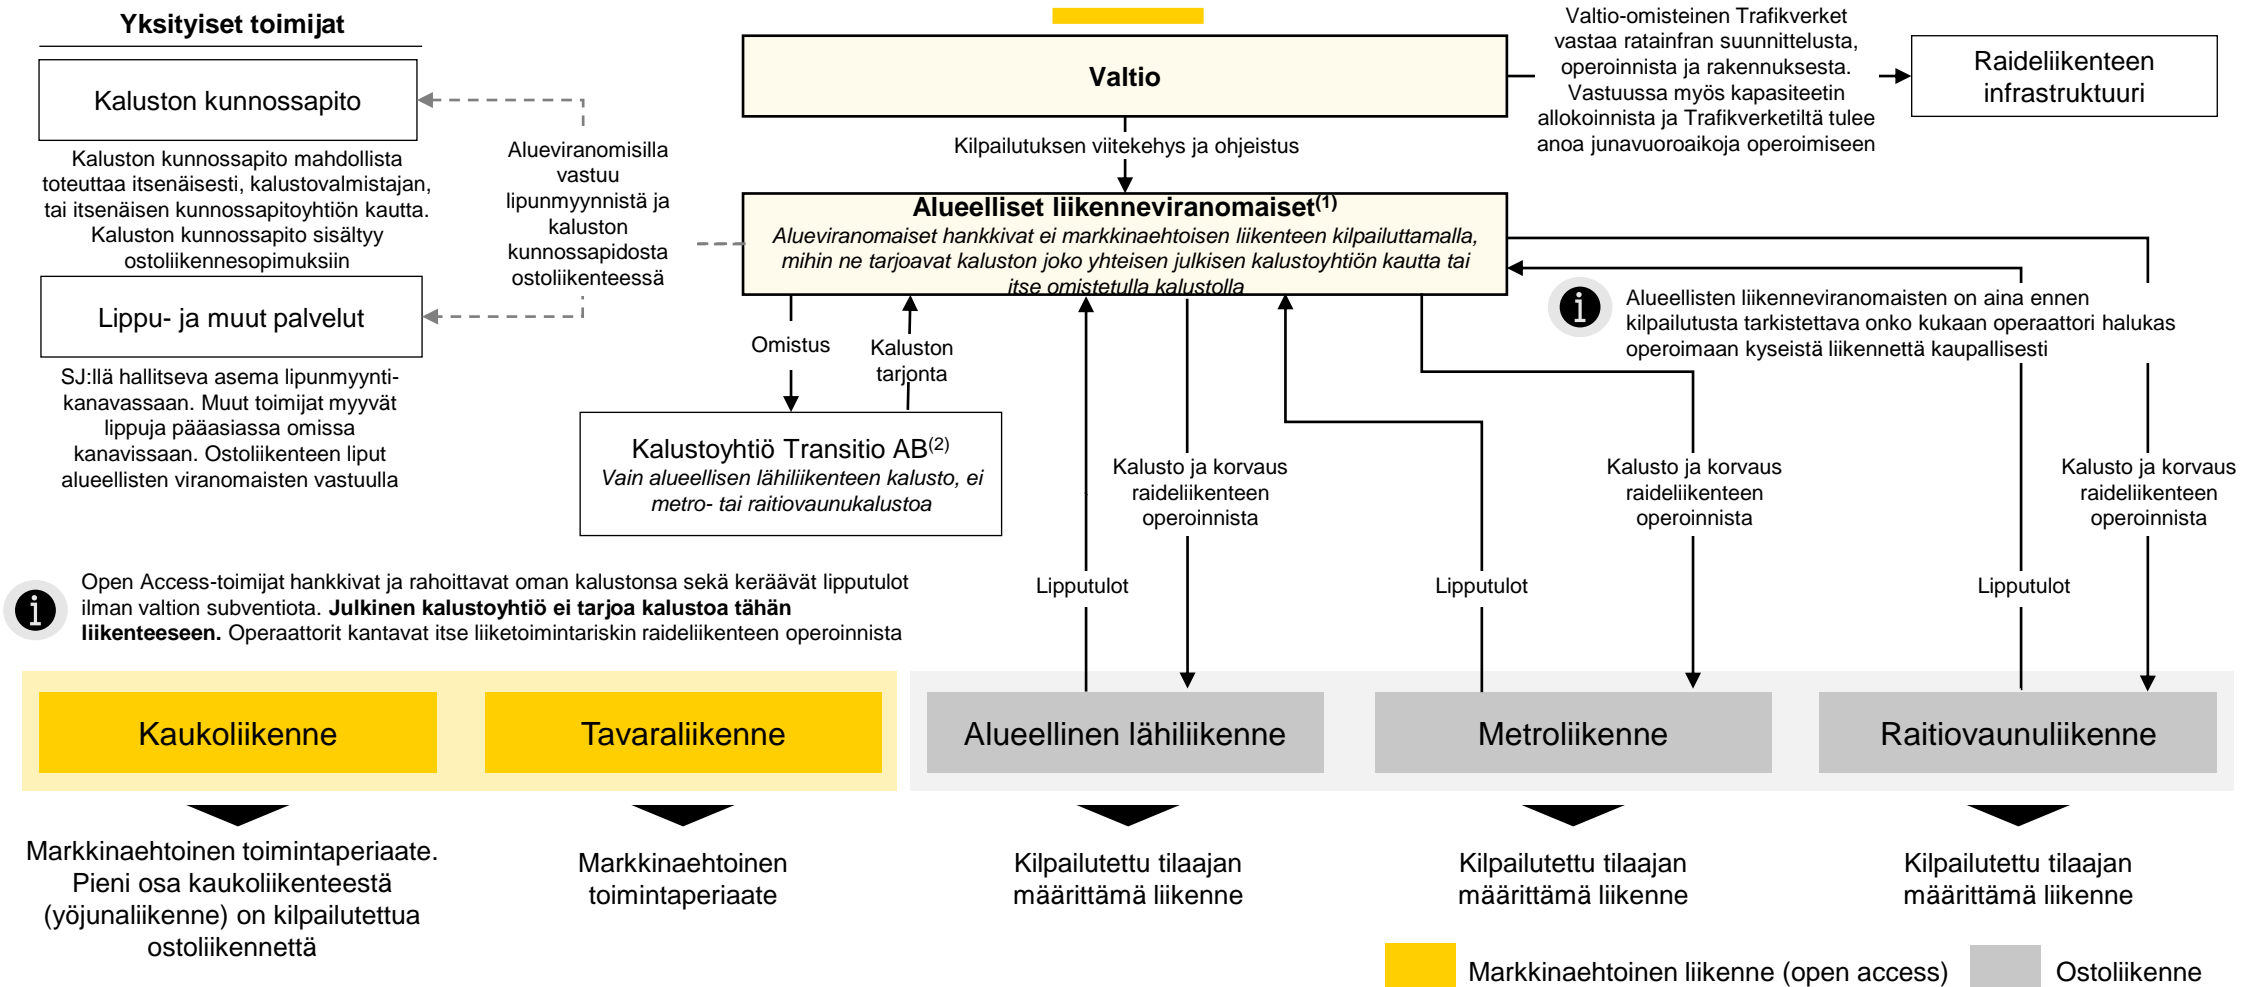 Yksityiset toimijat
Kaluston kunnossapito
Kaluston kunnossapito mahdollista
toteuttaa itsenäisesti, kalustovalmistajan,
tai itsenäisen kunnossapitoyhtiön kautta.
Kaluston kunnossapito sisältyy
ostoliikennesopimuksiin
Lippu- ja muut palvelut
SJ:llä hallitseva asema lipunmyynti-
kanavassaan. Muut toimijat myyvät
lippuja pääasiassa omissa
kanavissaan. Ostoliikenteen liput
alueellisten viranomaisten vastuulla
Alueviranomisilla
vastuu
lipunmyynnistä ja
kaluston
kunnossapidosta
ostoliikenteessä
Valtio
Kilpailutuksen viitekehys ja ohjeistus
Valtio-omisteinen Trafikverket
vastaa ratainfran suunnittelusta,
operoinnista ja rakennuksesta.
Vastuussa myös kapasiteetin
allokoinnista ja Trafikverketiltä tulee
anoa junavuoroaikoja operoimiseen
Raideliikenteen
infrastruktuuri
Alueelliset liikenneviranomaiset(1)
Alueviranomaiset hankkivat ei markkinaehtoisen liikenteen kilpailuttamalla,
mihin ne tarjoavat kaluston joko yhteisen julkisen kalustoyhtiön kautta tai
itse omistetulla kalustolla
Alueellisten liikenneviranomaisten on aina ennen
kilpailutusta tarkistettava onko kukaan operaattori halukas
operoimaan kyseistä liikennettä kaupallisesti
Omistus
Kaluston
tarjonta
Kalustoyhtiö Transitio AB(2)
Vain alueellisen lähiliikenteen kalusto, ei
metro- tai raitiovaunukalustoa
Kalusto ja korvaus
raideliikenteen
operoinnista
Kalusto ja korvaus
raideliikenteen
operoinnista
Kalusto ja korvaus
raideliikenteen
operoinnista
Lipputulot
Lipputulot
Lipputulot
Open Access-toimijat hankkivat ja rahoittavat oman kalustonsa sekä keräävät lipputulot
ilman valtion subventiota. Julkinen kalustoyhtiö ei tarjoa kalustoa tähän
liikenteeseen. Operaattorit kantavat itse liiketoimintariskin raideliikenteen operoinnista
Kaukoliikenne
Tavaraliikenne
Alueellinen lähiliikenne
Metroliikenne
Raitiovaunuliikenne
Markkinaehtoinen toimintaperiaate.
Pieni osa kaukoliikenteestä
(yöjunaliikenne) on kilpailutettua
ostoliikennettä
Markkinaehtoinen
toimintaperiaate
Kilpailutettu tilaajan
määrittämä liikenne
Kilpailutettu tilaajan
määrittämä liikenne
Kilpailutettu tilaajan
määrittämä liikenne
Markkinaehtoinen liikenne (open access)
Ostoliikenne